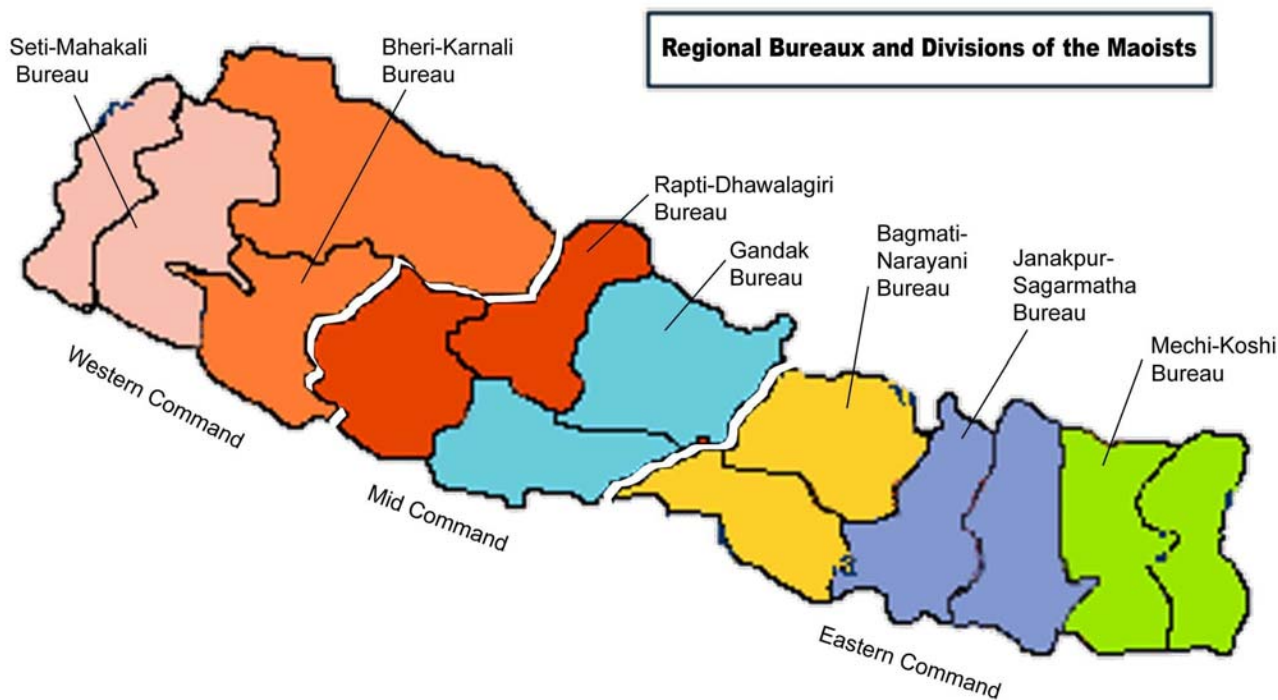 Regional Bureaux and Divisions of the Maoists
Seti-Mahakali
Bureau
Bheri-Karnali
Bureau
Rapti-Dhawalagiri
Bureau
Gandak
Bureau
Bagmati-
Narayani
Bureau
Janakpur-
Sagarmatha
Bureau
Mechi-Koshi
Bureau
Western Command
Mid Command
Eastern Command